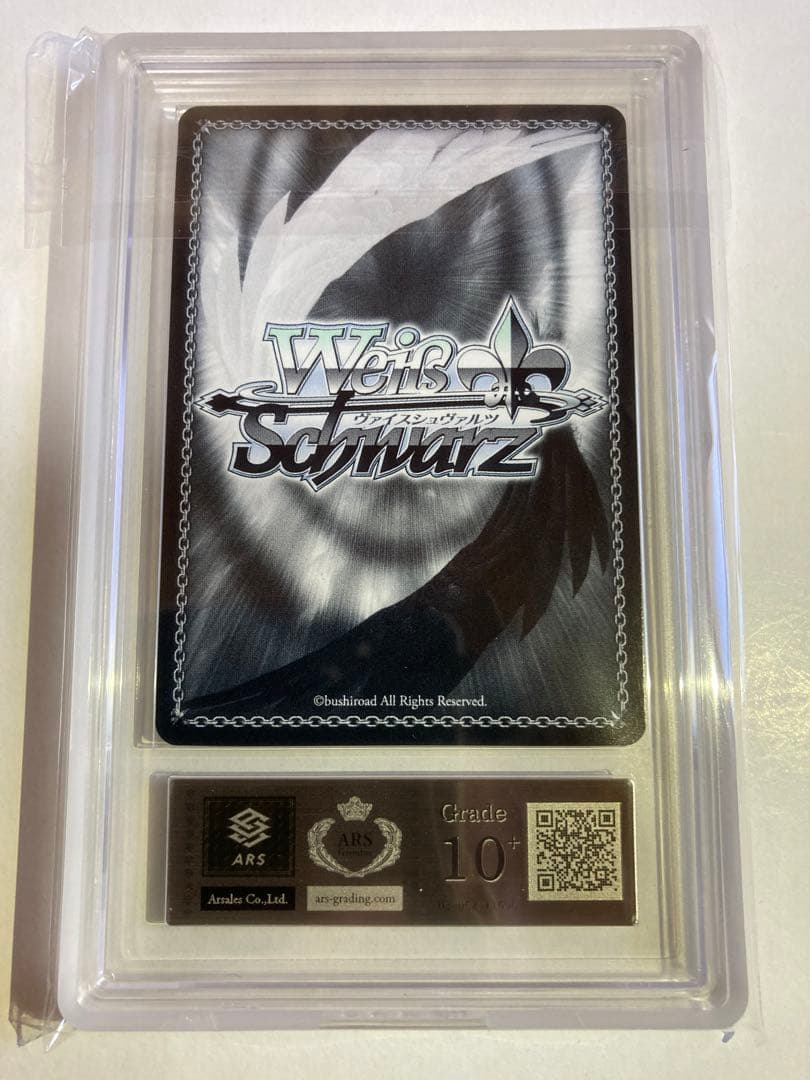 Weiß
ヴァイスシュヴァルツ
Schwarz
©bushiroad All Rights Reserved.
ARS
Arsales Co.,Ltd.
ARS
ars-grading.com
Grade
10+